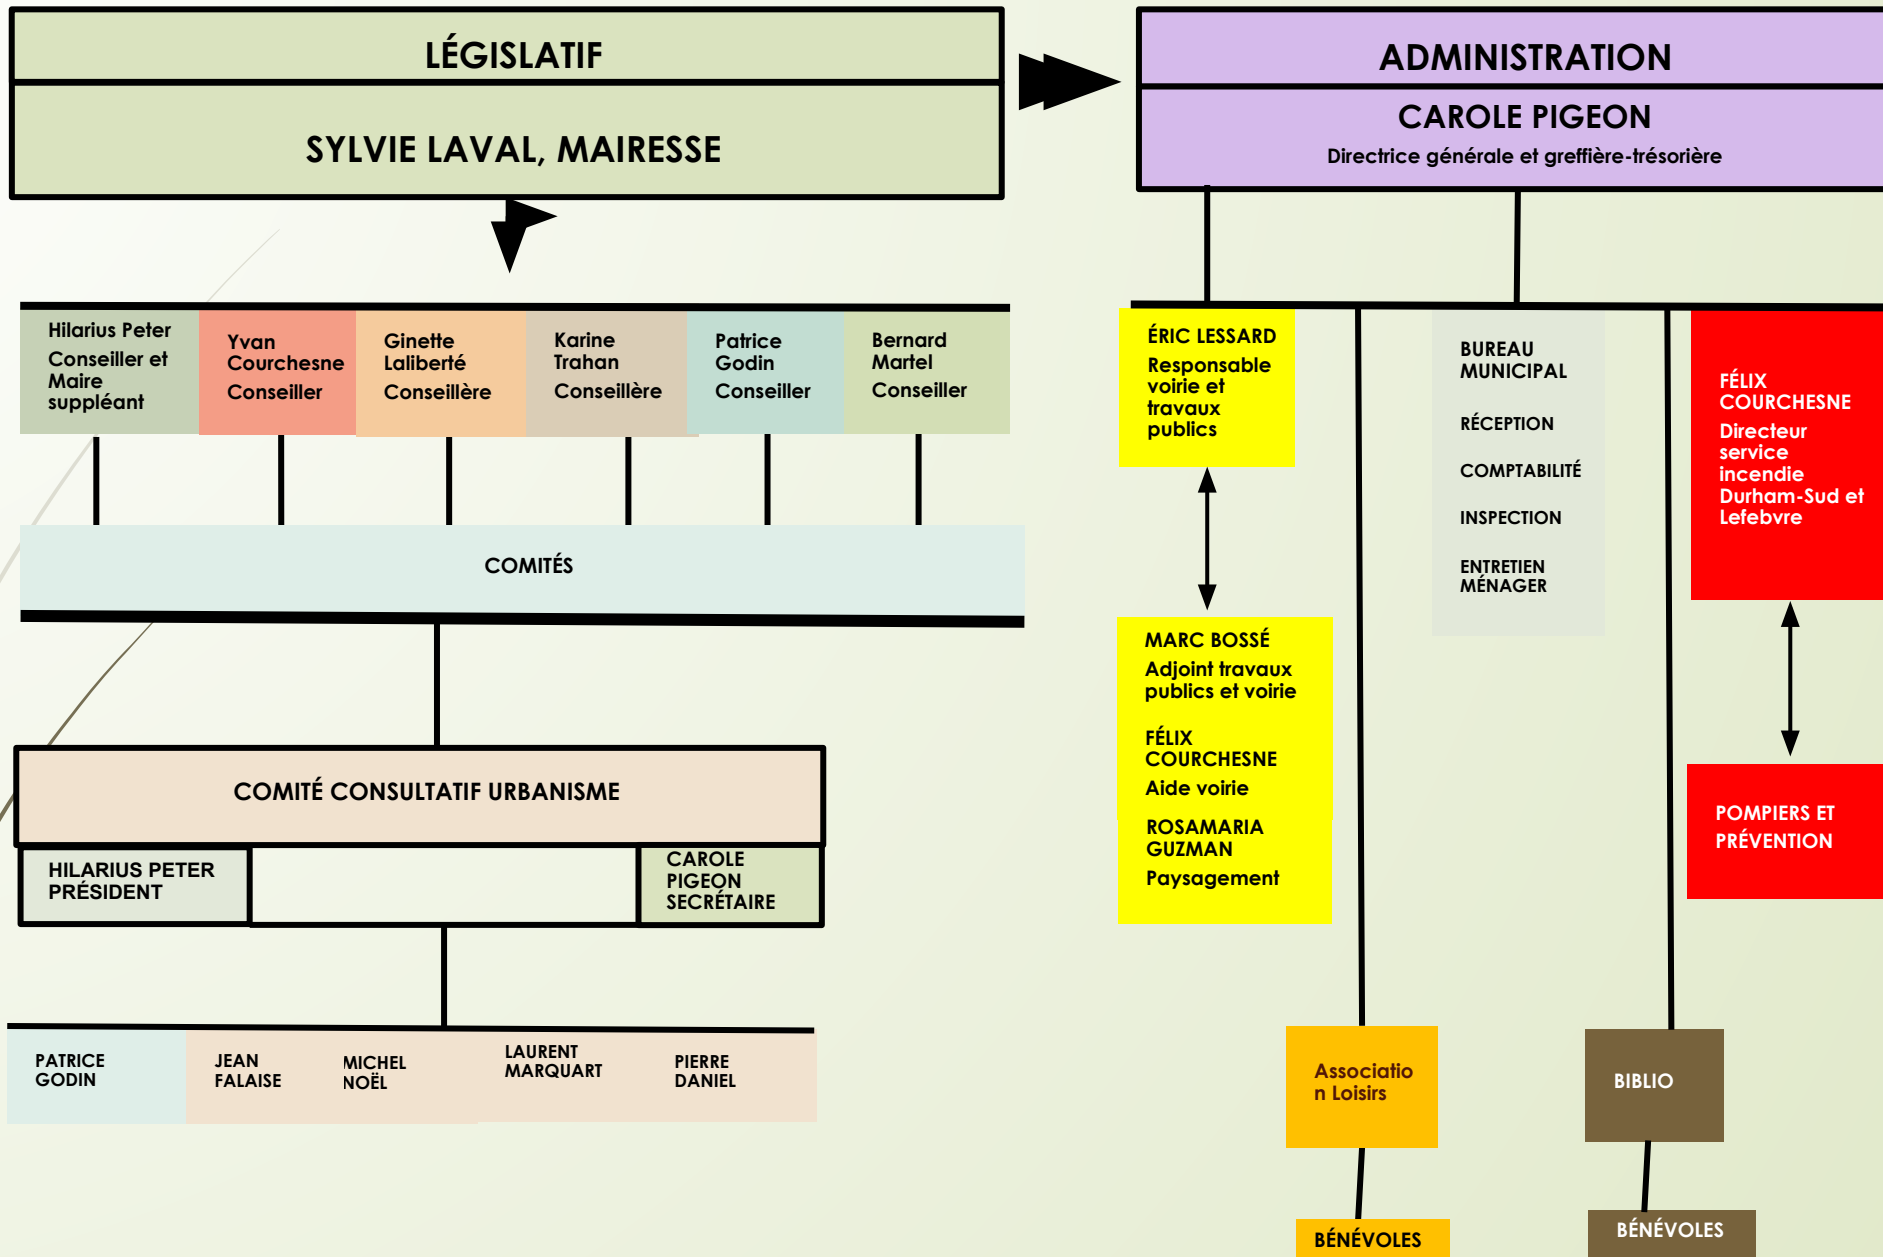 LÉGISLATIF
SYLVIE LAVAL, MAIRESSE
Hilarius Peter
Conseiller et
Maire
suppléant
Yvan
Courchesne
Conseiller
Ginette
Laliberté
Conseillère
Karine
Trahan
Conseillère
Patrice
Godin
Conseiller
Bernard
Martel
Conseiller
COMITÉS
COMITÉ CONSULTATIF URBANISME
HILARIUS PETER
PRÉSIDENT
CAROLE
PIGEON
SECRÉTAIRE
PATRICE
GODIN
JEAN
FALAISE
MICHEL
NOËL
LAURENT
MARQUART
PIERRE
DANIEL
ADMINISTRATION
CAROLE PIGEON
Directrice générale et greffière-trésorière
ÉRIC LESSARD
Responsable
voirie et
travaux
publics
MARC BOSSÉ
Adjoint travaux
publics et voirie
FÉLIX
COURCHESNE
Aide voirie
ROSAMARIA
GUZMAN
Paysagement
BUREAU
MUNICIPAL
RÉCEPTION
COMPTABILITÉ
INSPECTION
ENTRETIEN
MÉNAGER
FÉLIX
COURCHESNE
Directeur
service
incendie
Durham-Sud et
Lefebvre
POMPIERS ET
PRÉVENTION
Associatio
n Loisirs
BÉNÉVOLES
BIBLIO
BÉNÉVOLES